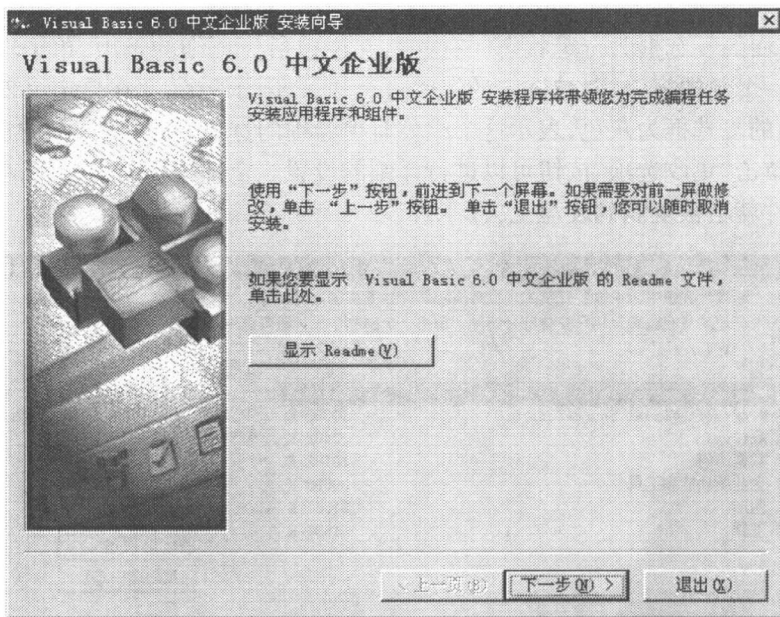 Visual Basic 6.0 中文企业版 安装向导
Visual Basic 6.0 中文企业版
Visual Basic 6.0 中文企业版 安装程序将带领您为完成编程任务
安装应用程序和组件。
使用“下一步”按钮，前进到下一个屏幕。如果需要对前一屏做修
改，单击 “上一步”按钮。 单击“退出”按钮，您可以随时取消
安装。
如果您要显示 Visual Basic 6.0 中文企业版 的 Readme 文件，
单击此处。
显示 Readme(V)
< 上一页(B)
下一步(N) >
退出(X)